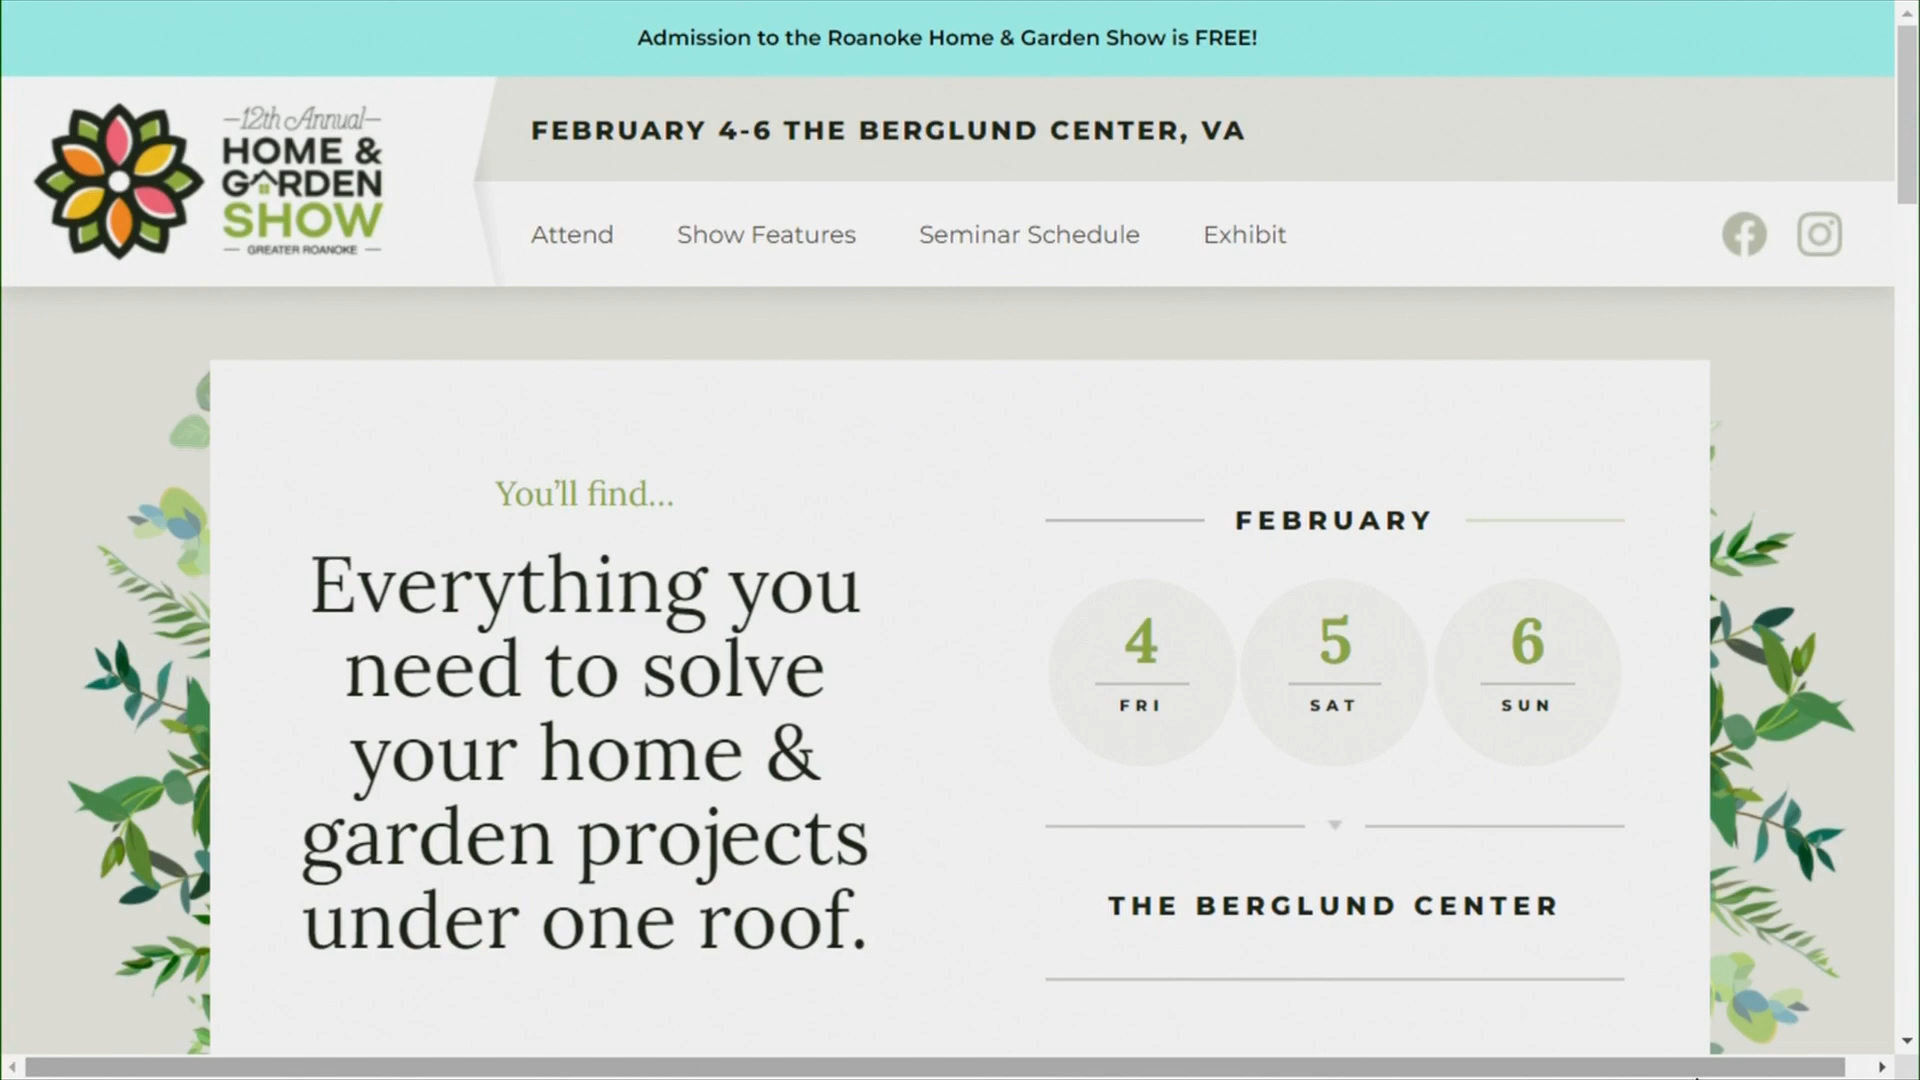 Admission to the Roanoke Home & Garden Show is FREE!
12th Annual
HOME &
GARDEN
SHOW
GREATER ROANOKE
FEBRUARY 4-6 THE BERGLUND CENTER, VA
Attend
Show Features
Seminar Schedule
Exhibit
You'll find...
Everything you
need to solve
your home &
garden projects
under one roof.
FEBRUARY
4
FRI
5
SAT
6
SUN
THE BERGLUND CENTER